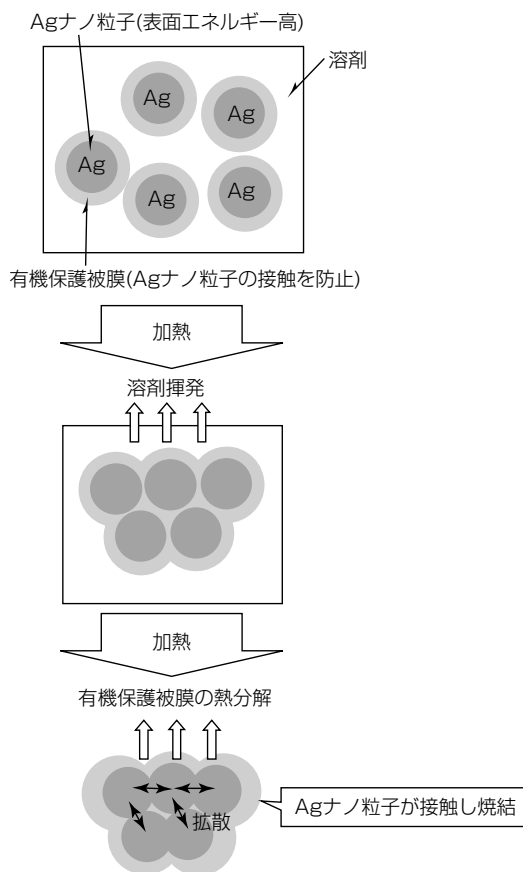 Agナノ粒子(表面エネルギー高)
溶剤
Ag
Ag
Ag
Ag
Ag
有機保護被膜(Agナノ粒子の接触を防止)
加熱
溶剤揮発
加熱
有機保護被膜の熱分解
Agナノ粒子が接触し焼結
拡散